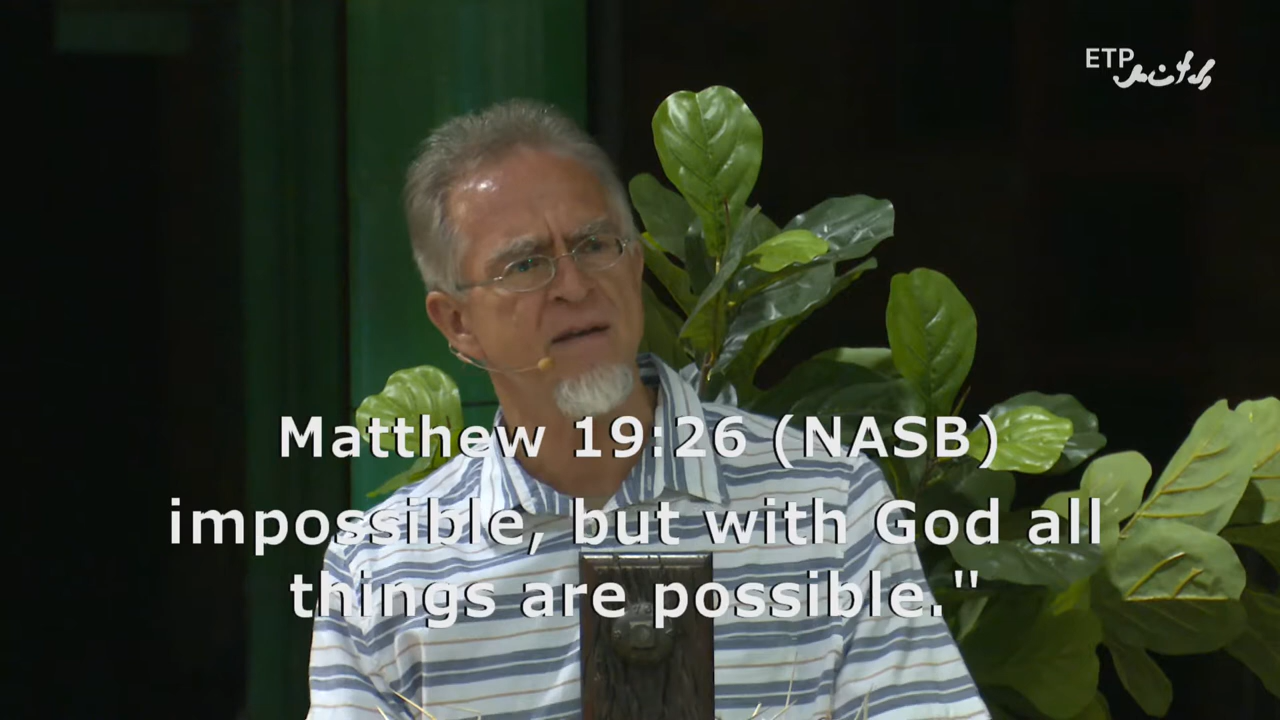 ETP
Matthew 19:26 (NASB)
impossible, but with God all
things are possible."